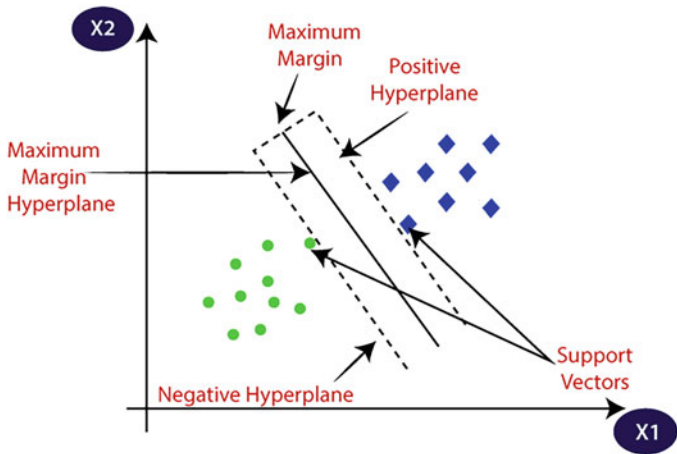 X2
Maximum
Margin
Positive
Hyperplane
Maximum
Margin
Hyperplane
Support
Vectors
Negative Hyperplane
X1